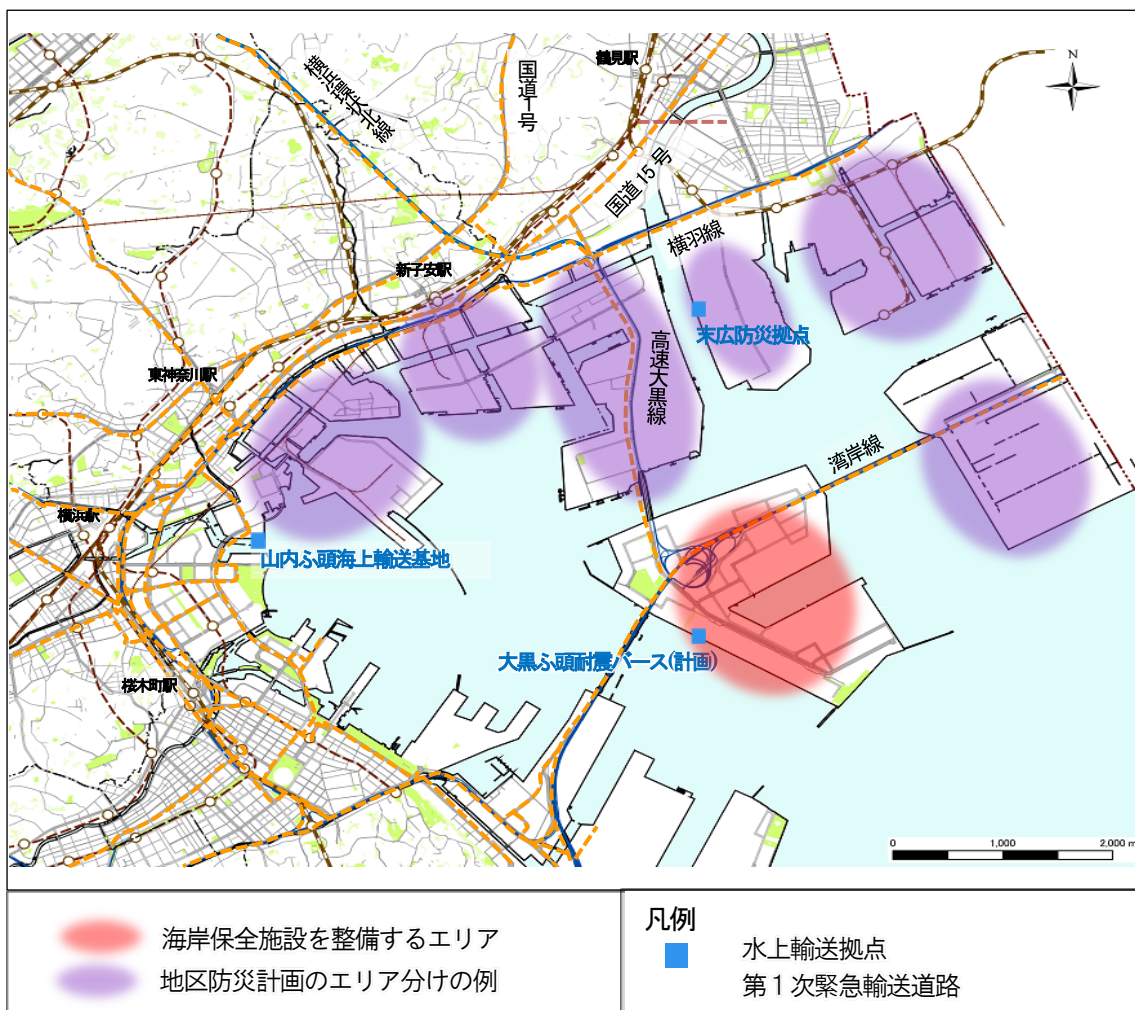 鶴見駅
N
横浜環状北線
国道1号
国道15号
横羽線
新子安駅
末広防災拠点
高速大黒線
東神奈川駅
湾岸線
横浜駅
山内ふ頭海上輸送基地
大黒ふ頭耐震バース(計画)
桜木町駅
0 1,000 2,000 m
海岸保全施設を整備するエリア
地区防災計画のエリア分けの例
凡例
水上輸送拠点
第1次緊急輸送道路